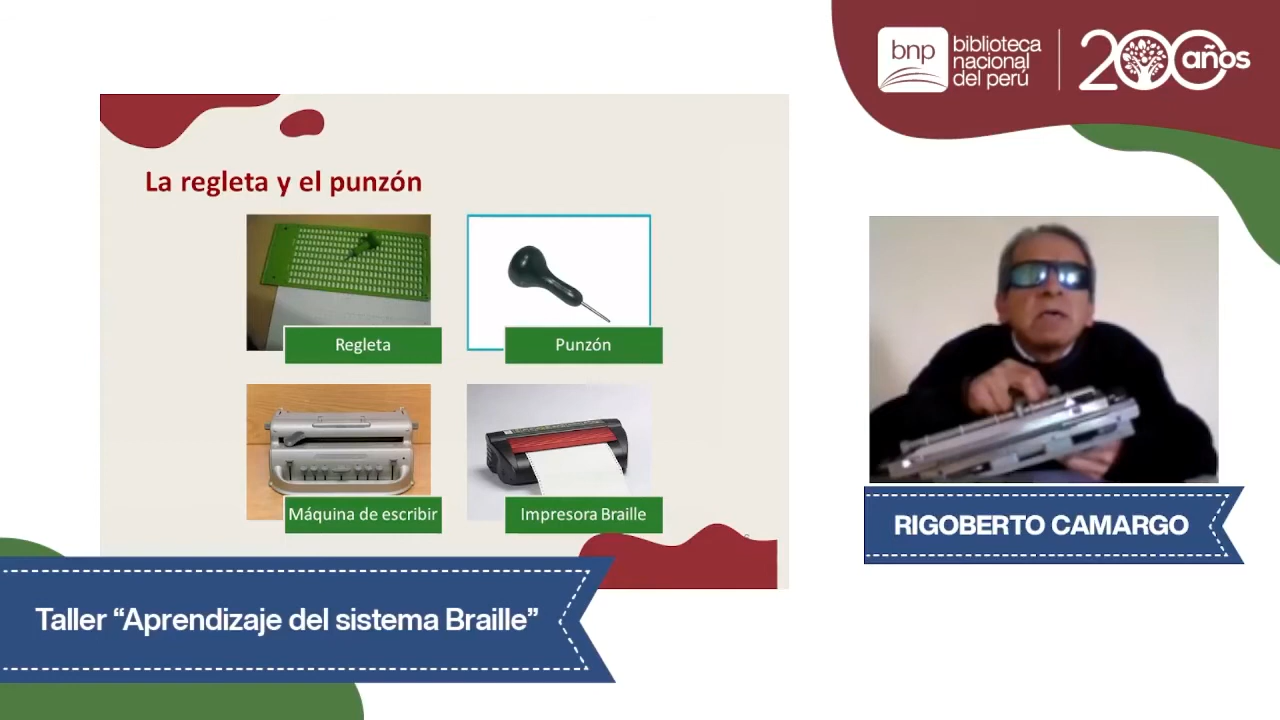 bnp
biblioteca
nacional
del perú
200 años
La regleta y el punzón
Regleta
Punzón
Máquina de escribir
Impresora Braille
RIGOBERTO CAMARGO
Taller “Aprendizaje del sistema Braille”